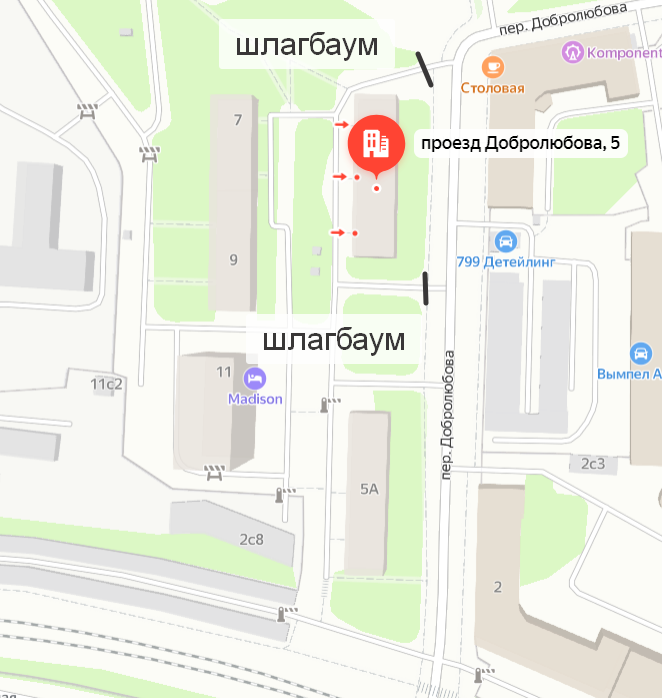 пер. Добролюбова
шлагбаум
Компонент
Столовая
7
проезд Добролюбова, 5
9
799 Детейлинг
шлагбаум
11
11с2
Madison
Вымпел А
пер. Добролюбова
2с3
5А
2с8
2